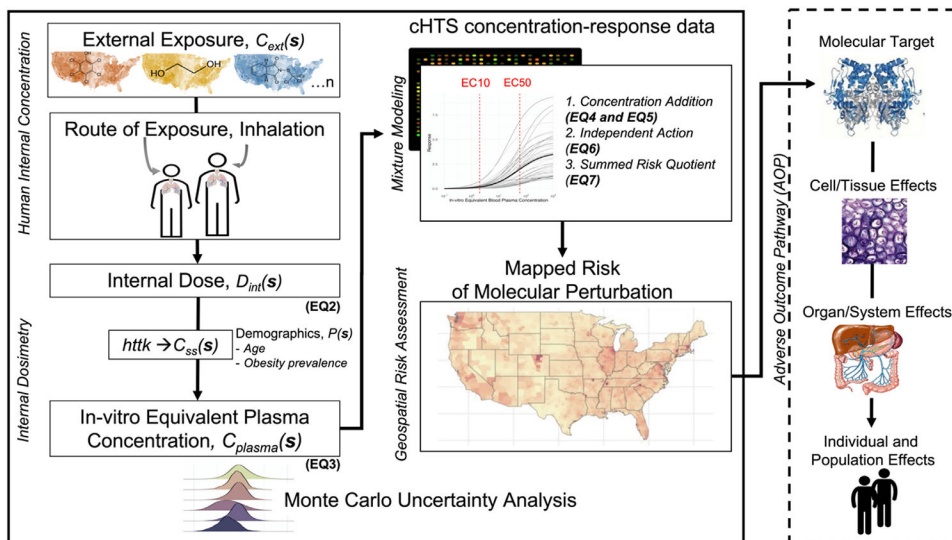 External Exposure, Cext(s)
OH
HO
OH
...n
Human Internal Concentration
Route of Exposure, Inhalation
Internal Dose, Dint(s)
(EQ2)
httk → Css(s)
Demographics, P(s)
- Age
- Obesity prevalence
Internal Dosimetry
In-vitro Equivalent Plasma
Concentration, Cplasma(s)
(EQ3)
Monte Carlo Uncertainty Analysis
cHTS concentration-response data
Mixture Modeling
EC10
EC50
Response
In-vitro Equivalent Blood Plasma Concentration
1. Concentration Addition
(EQ4 and EQ5)
2. Independent Action
(EQ6)
3. Summed Risk Quotient
(EQ7)
Mapped Risk
of Molecular Perturbation
Geospatial Risk Assessment
Adverse Outcome Pathway (AOP)
Molecular Target
Cell/Tissue Effects
Organ/System Effects
Individual and
Population Effects